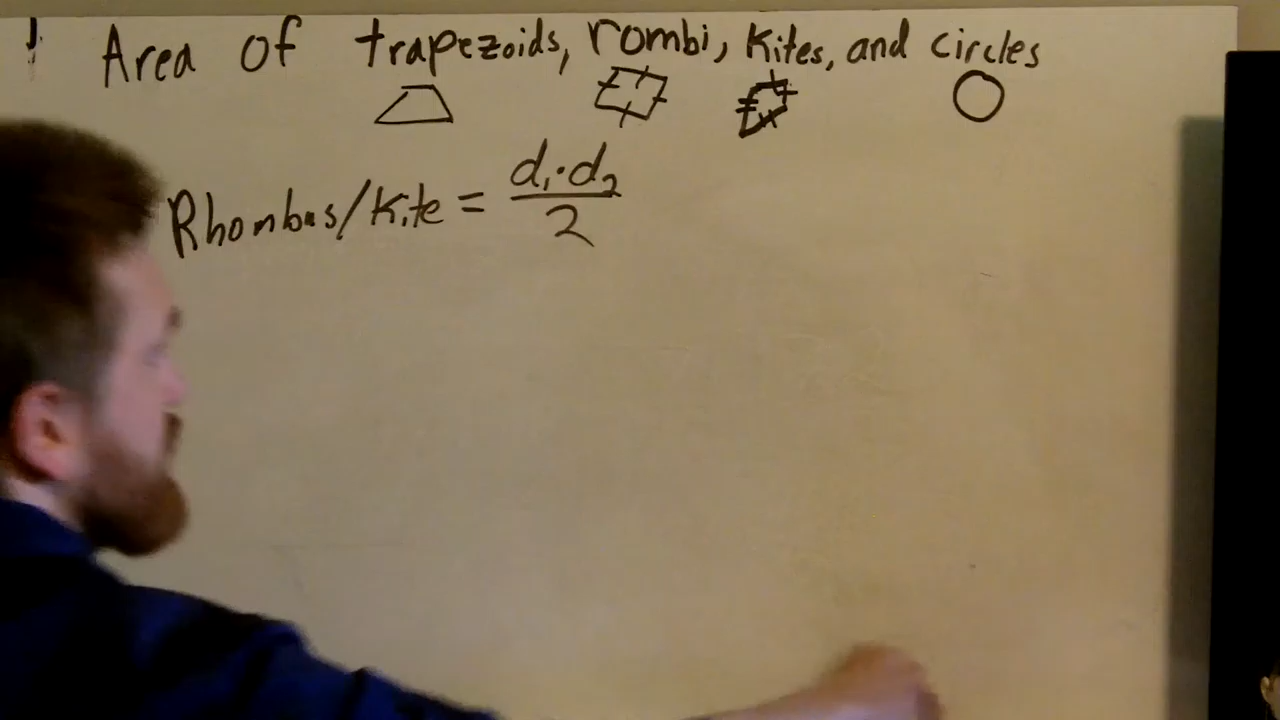 Area of trapezoids, rombi, kites, and circles
Rhombus/kite = d₁·d₂/2